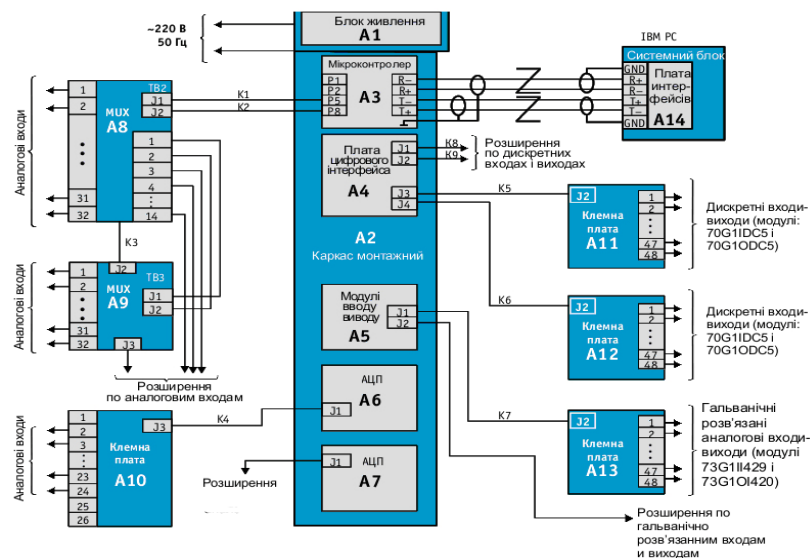 ~220 В
50 Гц
Блок живлення
A1
Аналогові входи
1
2
31
32
MUX
A8
TB2
J1
J2
1
2
3
4
14
K1
K2
K3
Мікроконтролер
A3
P1
P2
P5
P8
R–
R+
T–
T+
IBM PC
Системний блок
GND
R+
R–
T+
T–
GND
Плата
интер-
фейсів
A14
Плата
цифрового
інтерфейса
A4
J1
J2
J3
J4
K8
K9
Розширення
по дискретних
входах і виходах
A2
Каркас монтажний
K5
J2
Клемна
плата
A11
1
2
47
48
Дискретні входи-
виходи (модулі:
70G1IDC5 і
70G1ODC5)
Аналогові входи
1
2
31
32
MUX
A9
J2
TB3
J1
J2
J3
Розширення
по аналоговим входам
Модулі
вводу
виводу
A5
J1
J2
K6
J2
Клемна
плата
A12
1
2
47
48
Дискретні входи-
виходи (модулі:
70G1IDC5 і
70G1ODC5)
Аналогові входи
1
2
3
23
24
25
26
Клемна
плата
A10
J3
K4
АЦП
J1
A6
АЦП
J1
A7
Розширення
K7
J2
Клемна
плата
A13
1
2
47
48
Гальванічні
розв'язані
аналогові входи-
виходи (модулі
73G1II429 і
73G1OI420)
Розширення по
гальванічно
розв'язанним входам
и виходам